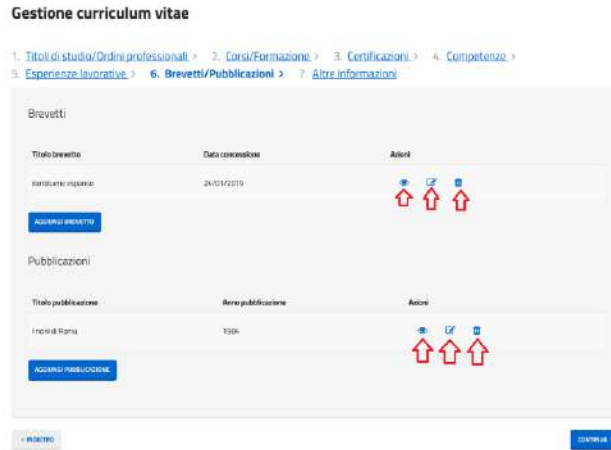 Gestione curriculum vitae
1. Titoli di studio/Ordini professionali > 2. Corsi/Formazione > 3. Certificazioni > 4. Competenze >
5. Esperienze lavorative > 6. Brevetti/Pubblicazioni > 7. Altre informazioni
Brevetti
Titolo brevetto Data concessione Azioni
24/01/2019
AGGIUNGI BREVETTO
Pubblicazioni
Titolo pubblicazione Anno pubblicazione Azioni
I rioni di Roma 1984
AGGIUNGI PUBBLICAZIONE
< INDIETRO CONTINUA